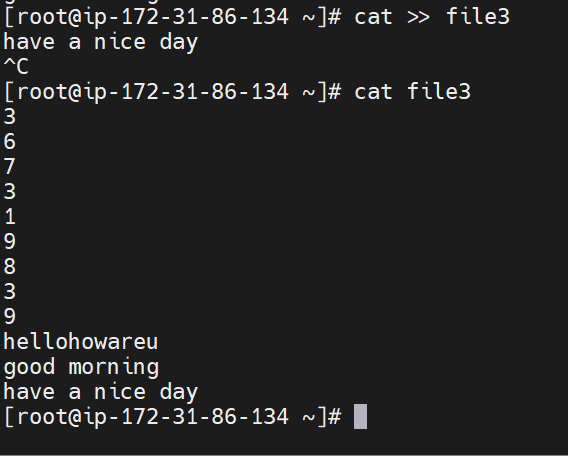 [root@ip-172-31-86-134 ~]# cat >> file3
have a nice day
^C
[root@ip-172-31-86-134 ~]# cat file3
3
6
7
3
1
9
8
3
9
hellohowareu
good morning
have a nice day
[root@ip-172-31-86-134 ~]#